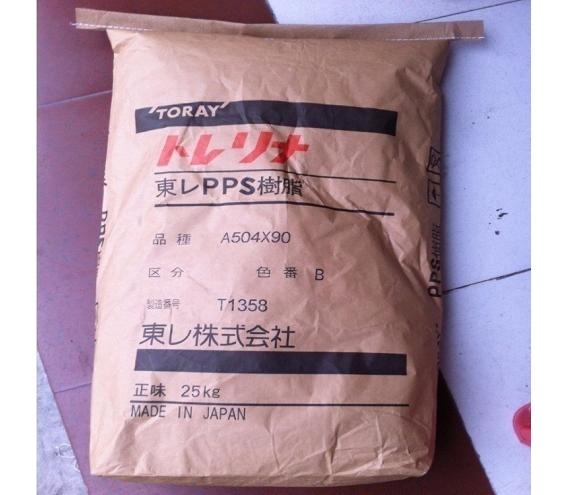 TORAY
トレリナ
東レPPS樹脂
品種 A504X90
区分 色番 B
製造番号 T1358
東レ株式会社
正味 25kg
MADE IN JAPAN
PPS